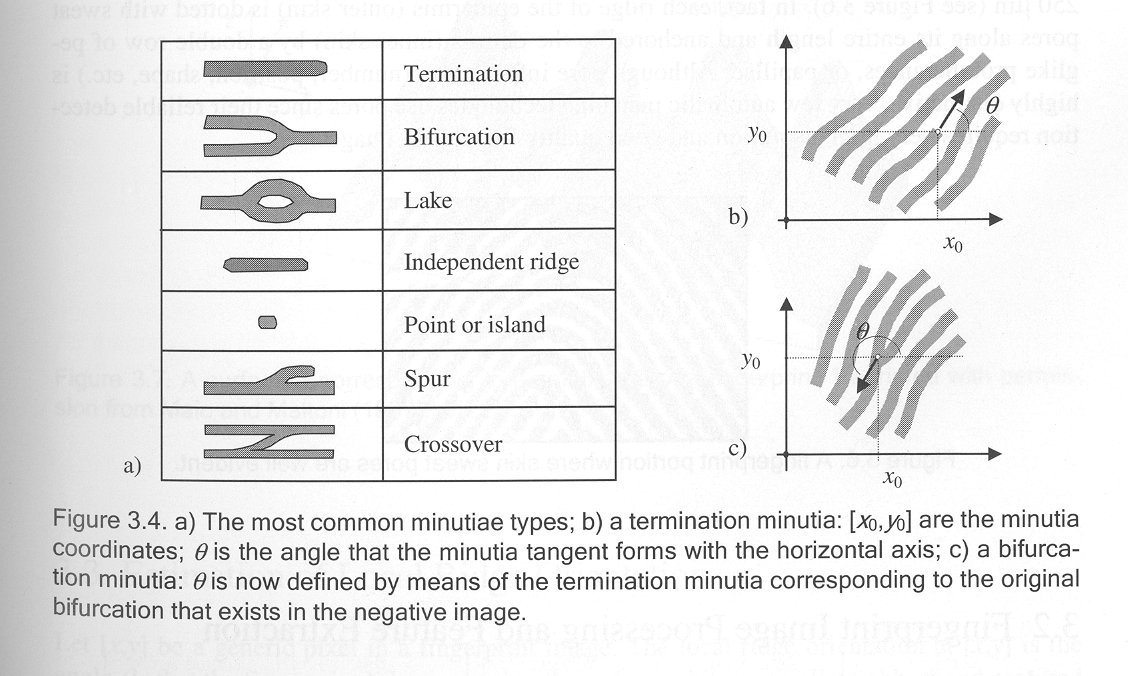 Termination
Bifurcation
Lake
Independent ridge
Point or island
Spur
Crossover
a)
y0
θ
b)
x0
θ
y0
c)
x0
Figure 3.4. a) The most common minutiae types; b) a termination minutia: [x0,y0] are the minutia
coordinates; θ is the angle that the minutia tangent forms with the horizontal axis; c) a bifurca-
tion minutia: θ is now defined by means of the termination minutia corresponding to the original
bifurcation that exists in the negative image.